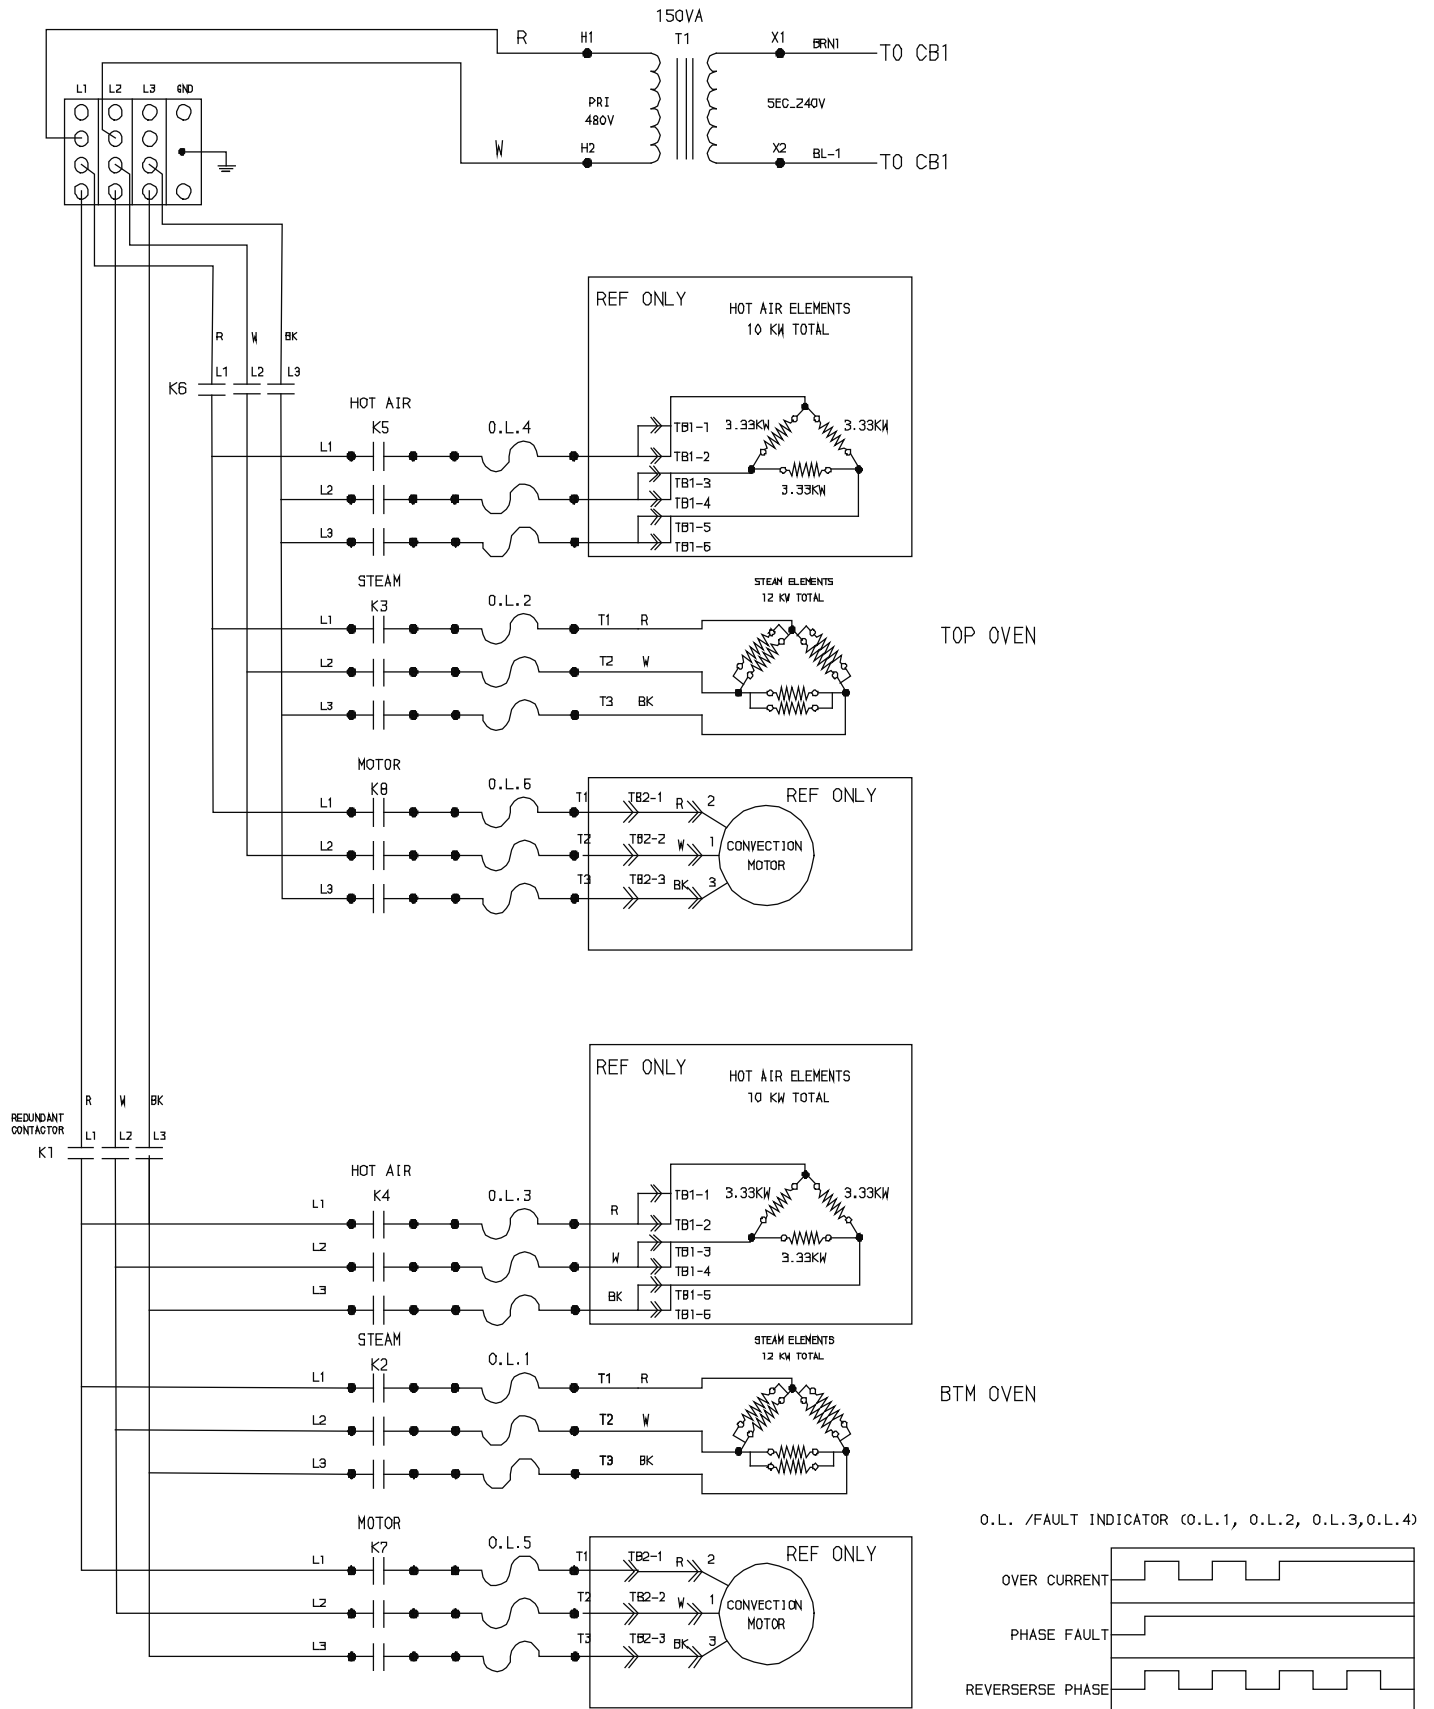 150VA
R H1 T1 X1 BRN1 TO CB1
L1 L2 L3 GND
PRI SEC_240V
480V
W H2 X2 BL-1 TO CB1
REF ONLY
HOT AIR ELEMENTS
10 KW TOTAL
R W BK
L1 L2 L3
K6
HOT AIR
K5 O.L.4
L1 TB1-1 3.33KW 3.33KW
TB1-2
L2 TB1-3 3.33KW
TB1-4
L3 TB1-5
TB1-6
STEAM
K3 O.L.2
STEAM ELEMENTS
12 KW TOTAL
L1 T1 R
TOP OVEN
L2 T2 W
L3 T3 BK
MOTOR
K8 O.L.6
REF ONLY
L1 T1 TB2-1 R 2
L2 T2 TB2-2 W 1 CONVECTION
MOTOR
L3 T3 TB2-3 BK 3
REF ONLY
HOT AIR ELEMENTS
10 KW TOTAL
R W BK
REDUNDANT
CONTACTOR
L1 L2 L3
K1
HOT AIR
K4 O.L.3
L1 R TB1-1 3.33KW 3.33KW
TB1-2
L2 W TB1-3 3.33KW
TB1-4
L3 BK TB1-5
TB1-6
STEAM
K2 O.L.1
STEAM ELEMENTS
12 KW TOTAL
L1 T1 R
BTM OVEN
L2 T2 W
L3 T3 BK
MOTOR
K7 O.L.5
REF ONLY
L1 T1 TB2-1 R 2
L2 T2 TB2-2 W 1 CONVECTION
MOTOR
L3 T3 TB2-3 BK 3
O.L. /FAULT INDICATOR (O.L.1, O.L.2, O.L.3,O.L.4)
OVER CURRENT
PHASE FAULT
REVERSERSE PHASE